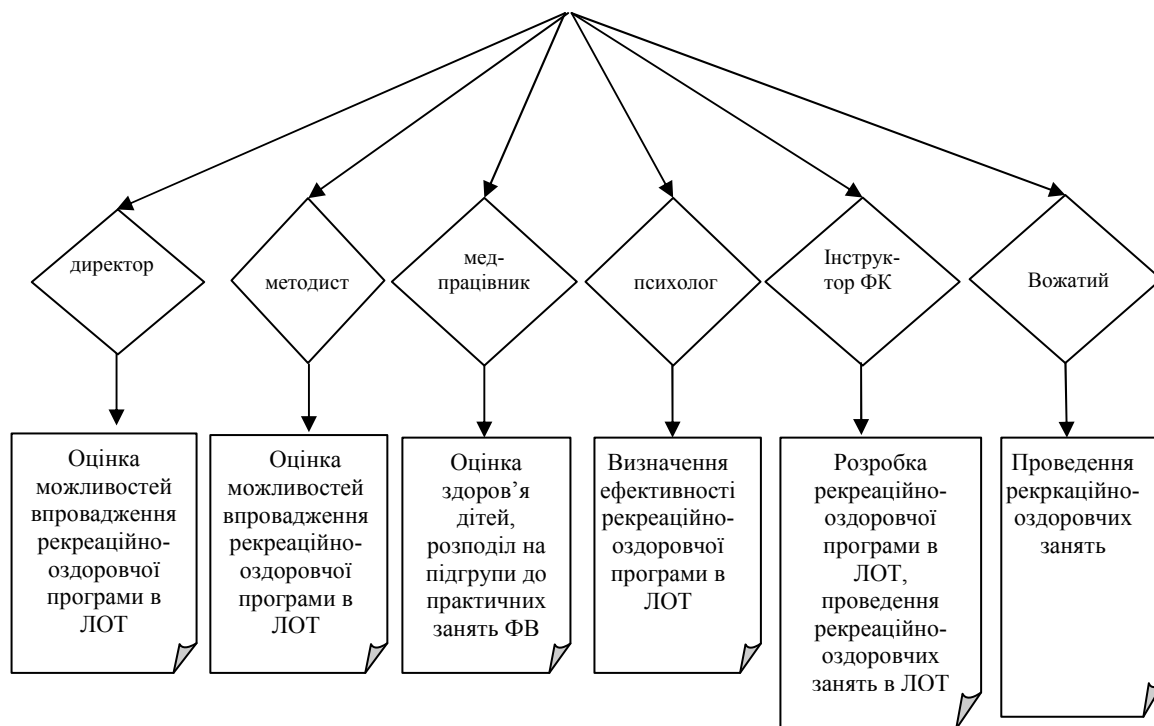 директор
методист
мед-
працівник
психолог
Інструк-
тор ФК
Вожатий
Оцінка
можливостей
впровадження
рекреаційно-
оздоровчої
програми в
ЛОТ
Оцінка
можливостей
впровадження
рекреаційно-
оздоровчої
програми в
ЛОТ
Оцінка
здоров’я
дітей,
розподіл на
підгрупи до
практичних
занять ФВ
Визначення
ефективності
рекреаційно-
оздоровчої
програми в
ЛОТ
Розробка
рекреаційно-
оздоровчої
програми в
ЛОТ,
проведення
рекреаційно-
оздоровчих
занять в ЛОТ
Проведення
рекркаційно-
оздоровчих
занять